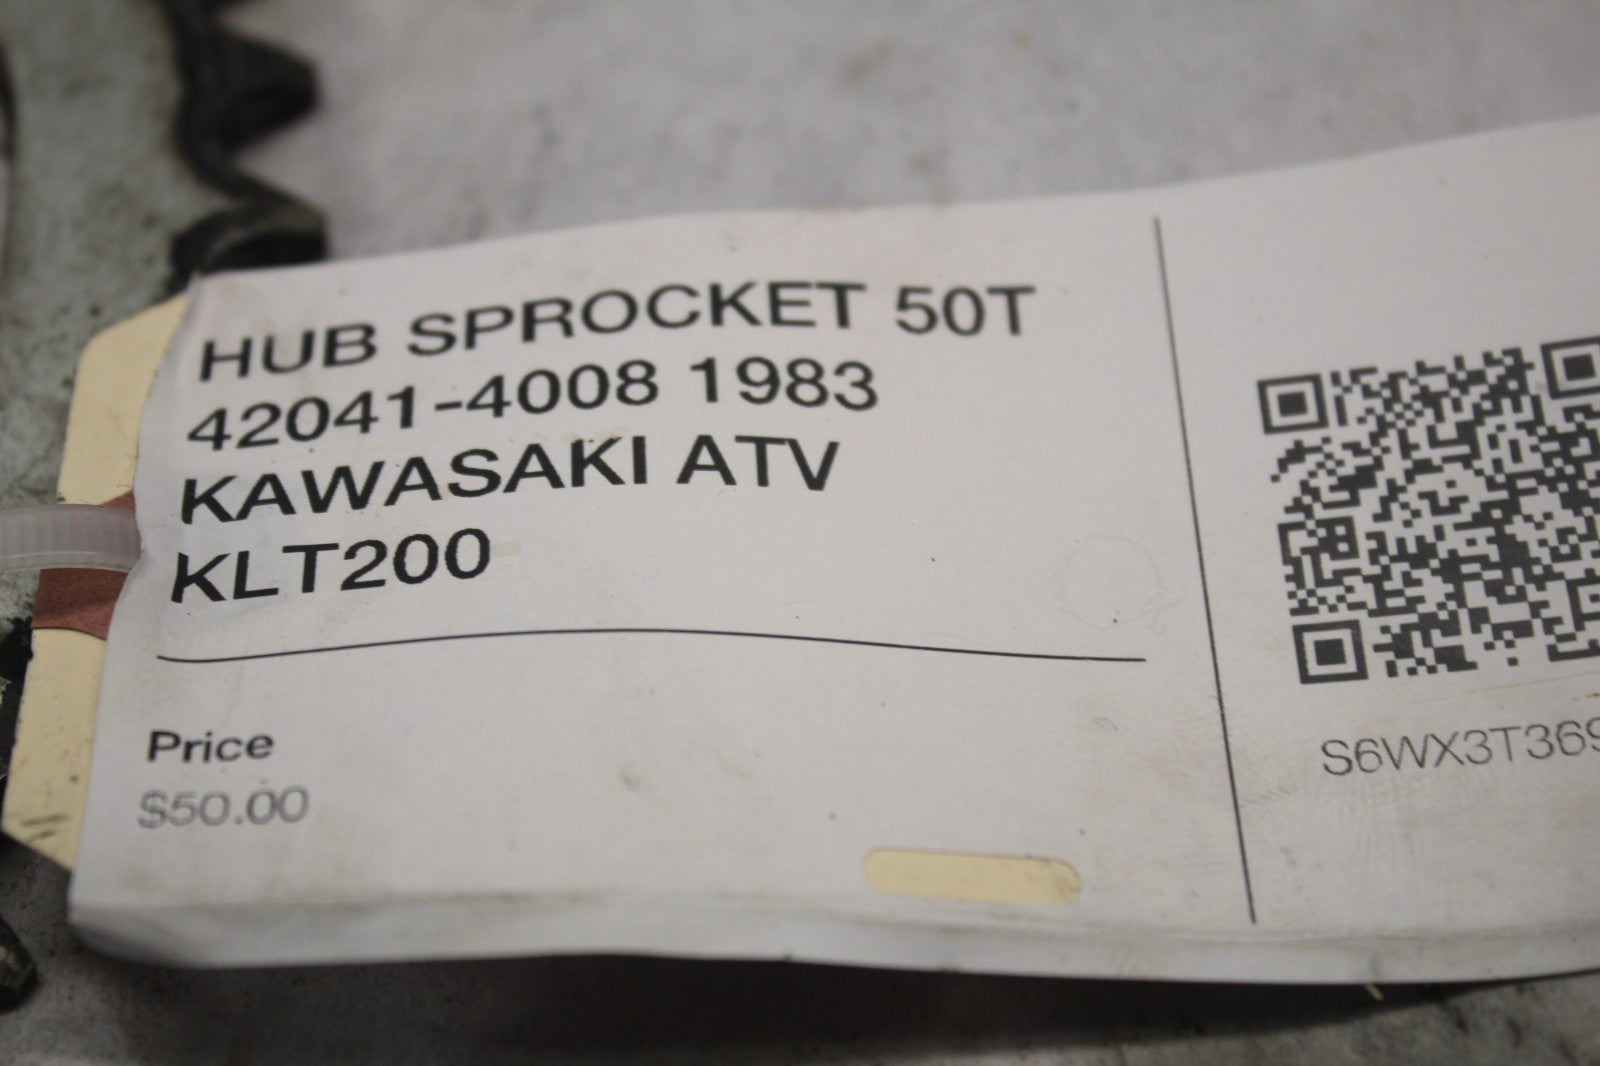 HUB SPROCKET 50T
42041-4008 1983
KAWASAKI ATV
KLT200
Price
$50.00
S6WX3T369